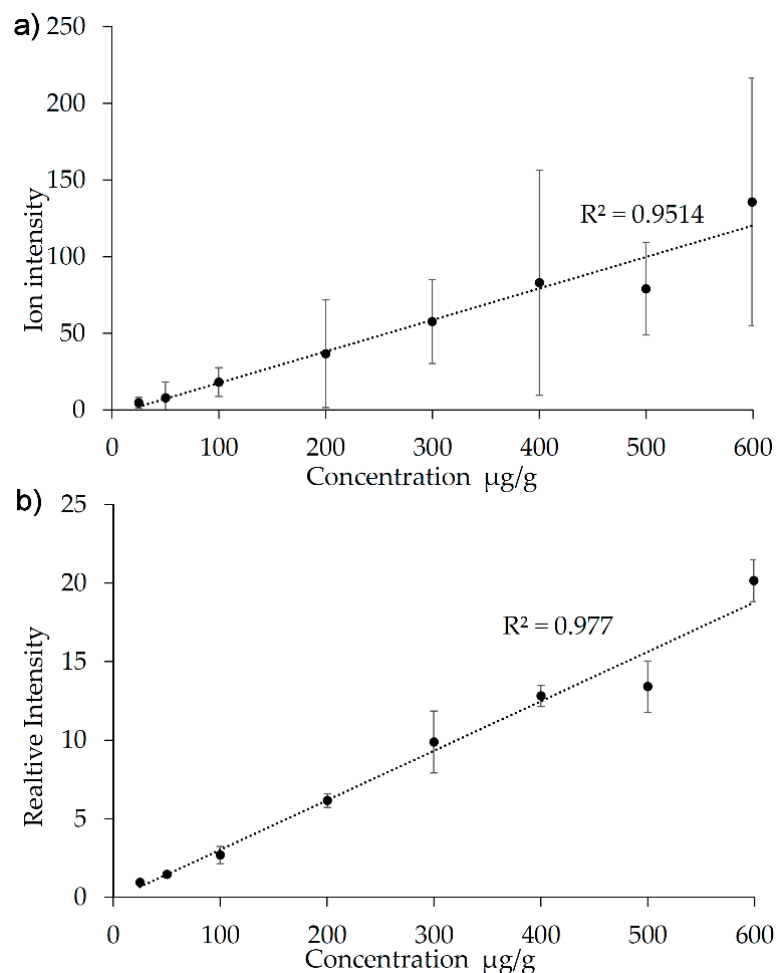 a)
250
200
150
100
50
0
Ion intensity
R² = 0.9514
0 100 200 300 400 500 600
Concentration µg/g
b)
25
20
15
10
5
0
Realtive Intensity
R² = 0.977
0 100 200 300 400 500 600
Concentration µg/g